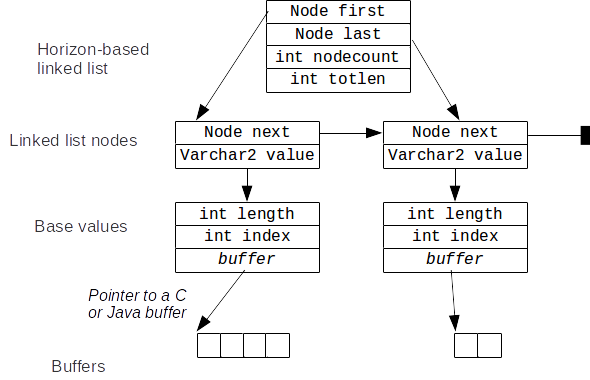 Node first
Node last
int nodecount
int totlen
Horizon-based
linked list
Linked list nodes
Node next
Varchar2 value
Node next
Varchar2 value
Base values
int length
int index
buffer
int length
int index
buffer
Pointer to a C
or Java buffer
Buffers